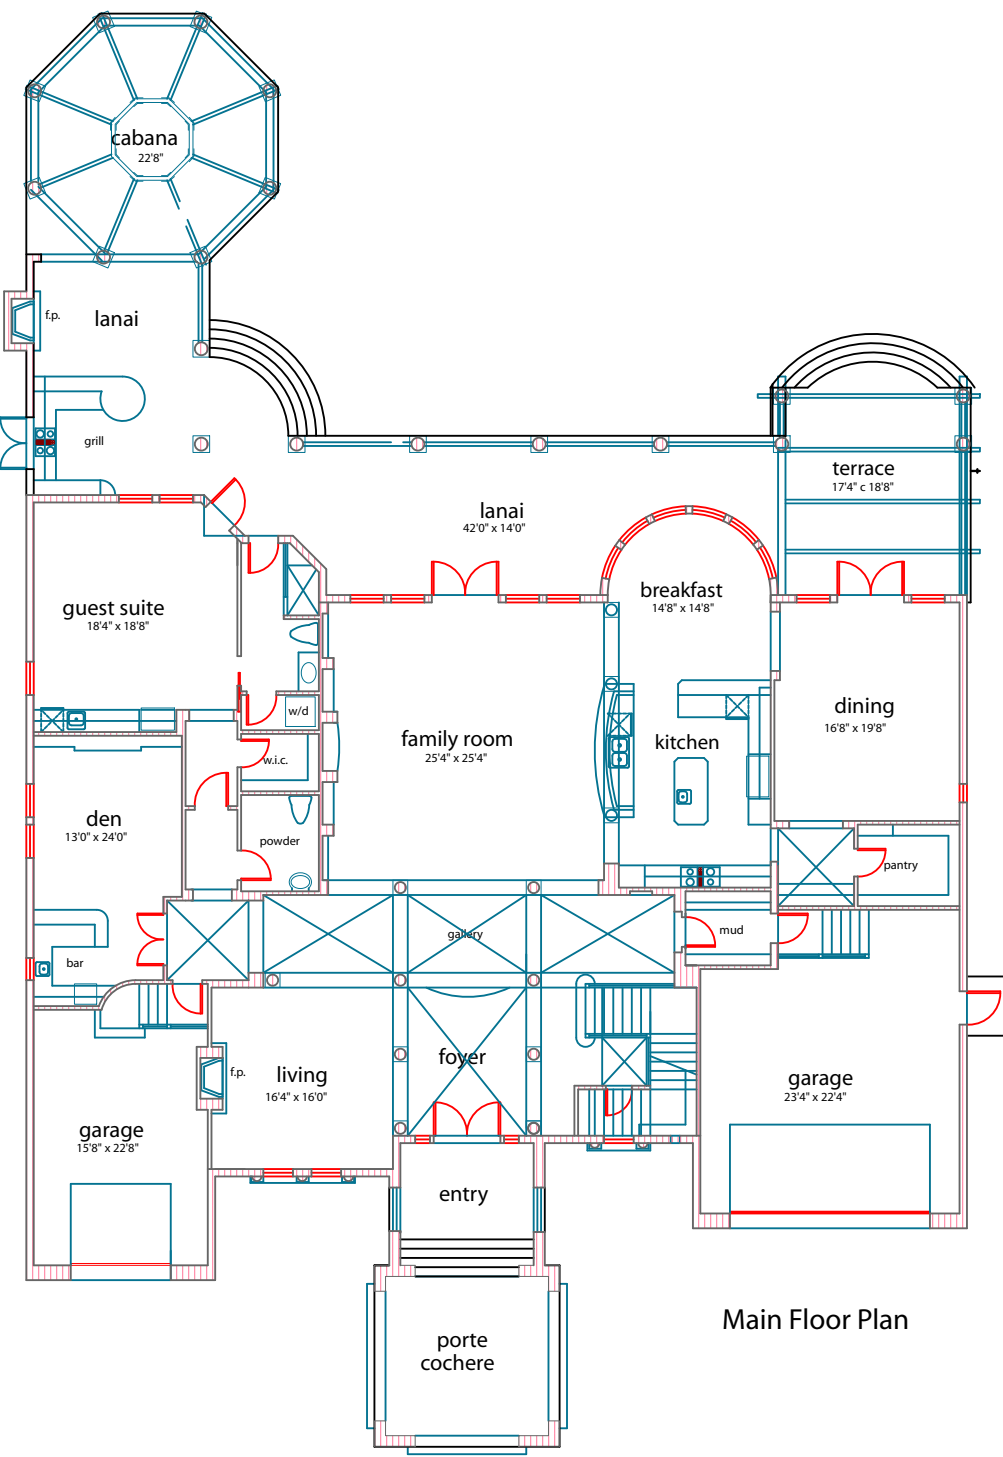 cabana
22'8"
f.p.
lanai
grill
terrace
17'4" c 18'8"
lanai
42'0" x 14'0"
breakfast
14'8" x 14'8"
guest suite
18'4" x 18'8"
w/d
dining
16'8" x 19'8"
family room
25'4" x 25'4"
kitchen
w.i.c.
den
13'0" x 24'0"
powder
pantry
gallery
mud
bar
foyer
f.p.
living
16'4" x 16'0"
garage
23'4" x 22'4"
garage
15'8" x 22'8"
entry
Main Floor Plan
porte
cochere